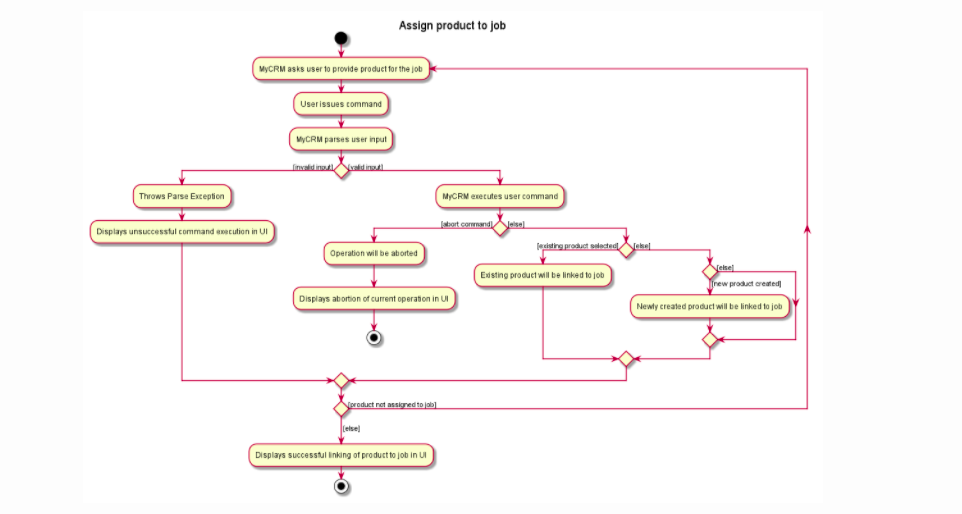 Assign product to job
MyCRM asks user to provide product for the job
User issues command
MyCRM parses user input
[invalid input]
[valid input]
Throws Parse Exception
MyCRM executes user command
Displays unsuccessful command execution in UI
[abort command]
[else]
Operation will be aborted
[existing product selected]
[else]
Existing product will be linked to job
[else]
[new product created]
Displays abortion of current operation in UI
Newly created product will be linked to job
[product not assigned to job]
[else]
Displays successful linking of product to job in UI